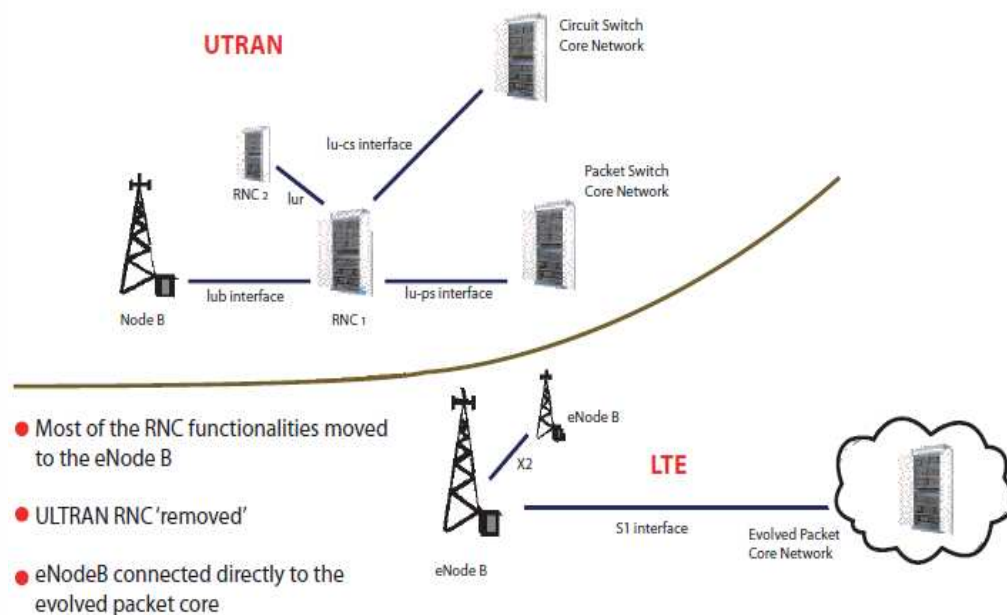 UTRAN
Circuit Switch
Core Network
Iu-cs interface
RNC 2
Iur
Packet Switch
Core Network
Iub interface
Iu-ps interface
Node B
RNC 1
Most of the RNC functionalities moved
to the eNode B
ULTRAN RNC 'removed'
eNodeB connected directly to the
evolved packet core
eNode B
X2
LTE
S1 interface
Evolved Packet
Core Network
eNode B